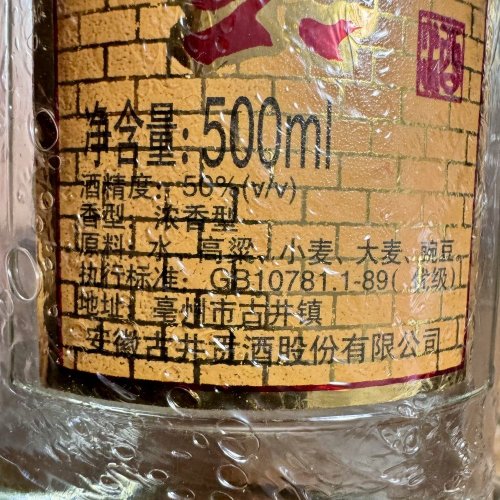 酒
净含量:500ml
酒精度: 50%(v/v)
香型: 浓香型
原料: 水、高粱、小麦、大麦、豌豆
执行标准: GB10781.1-89( 优级)
地址: 亳州市古井镇
安徽古井贡酒股份有限公司